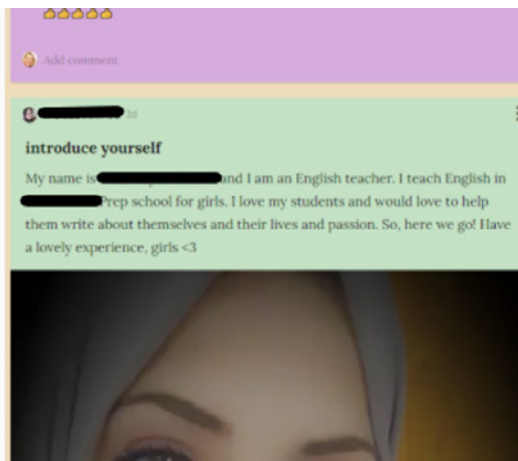 Add comment
3d
introduce yourself
My name is and I am an English teacher. I teach English in
Prep school for girls. I love my students and would love to help
them write about themselves and their lives and passion. So, here we go! Have
a lovely experience, girls <3